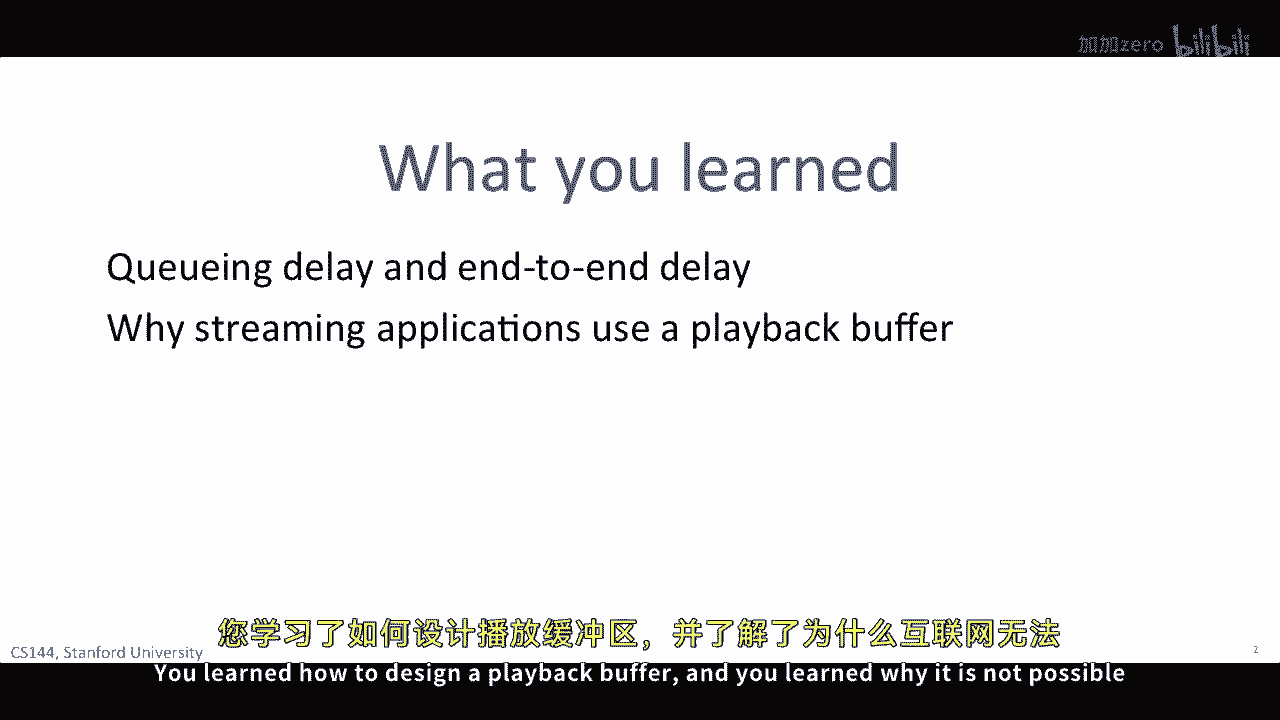 加加zero bilibili
What you learned
Queueing delay and end-to-end delay
Why streaming applications use a playback buffer
您学习了如何设计播放缓冲区，并了解了为什么互联网无法
CS144, Stanford University
2
You learned how to design a playback buffer, and you learned why it is not possible